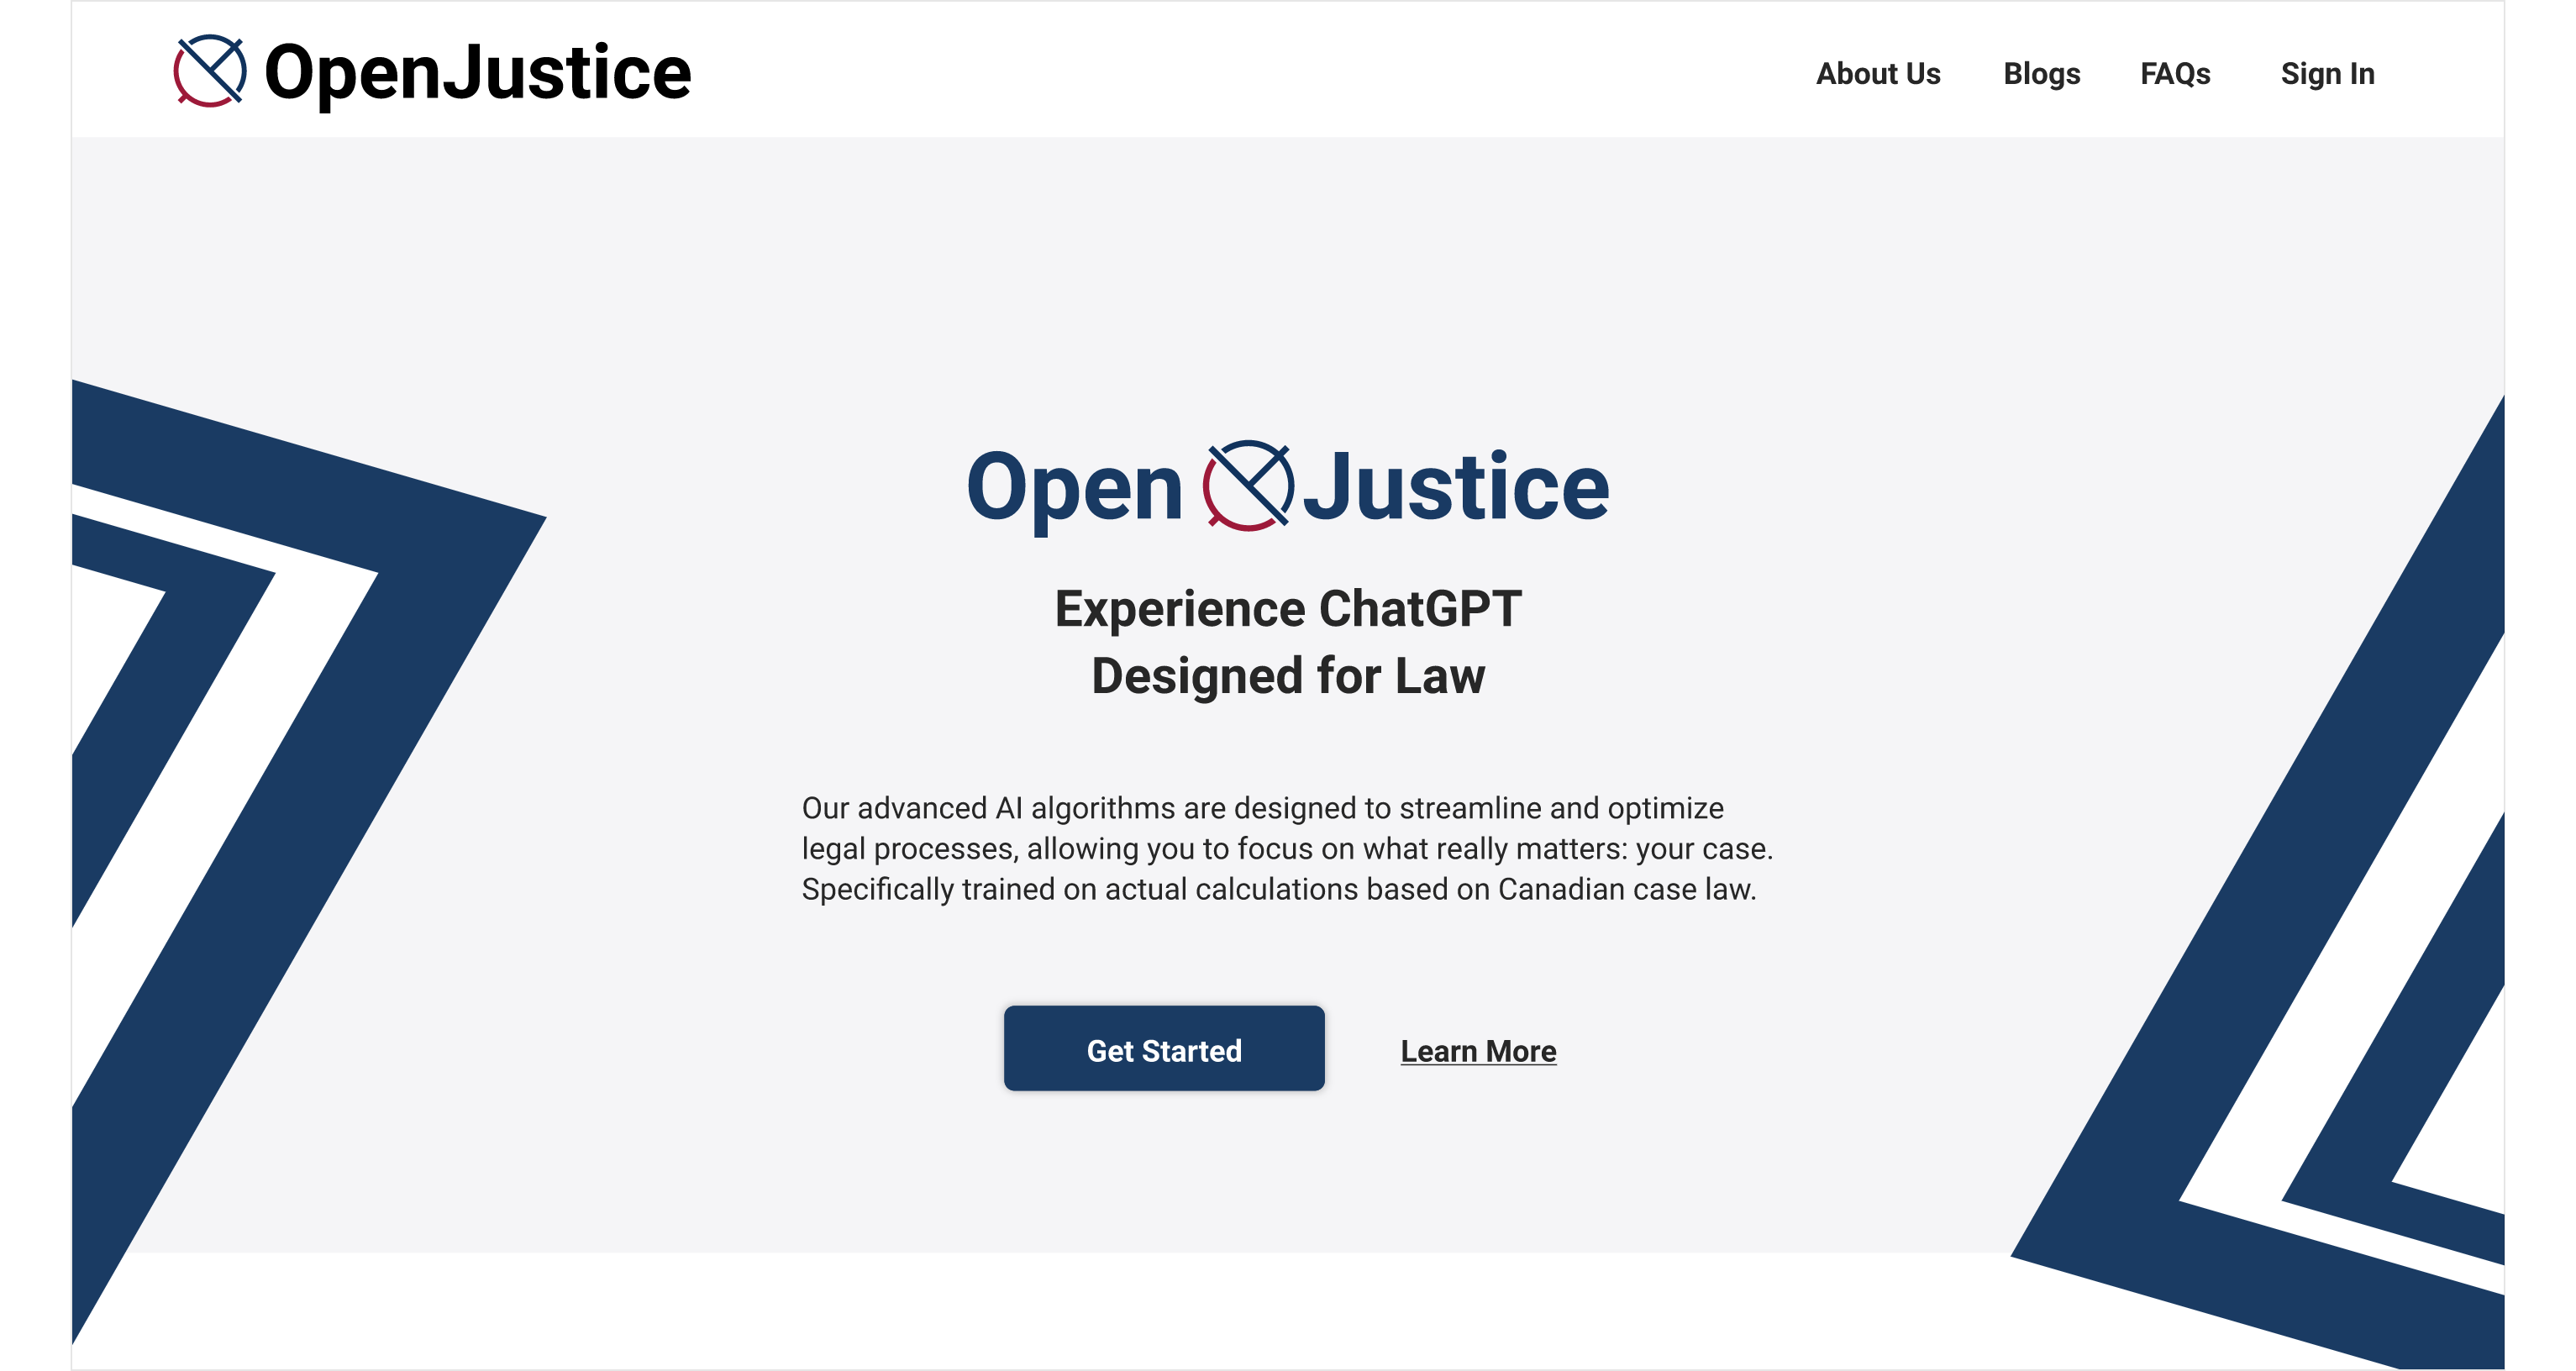 OpenJustice
About Us Blogs FAQs Sign In
Open Justice
Experience ChatGPT
Designed for Law
Our advanced AI algorithms are designed to streamline and optimize
legal processes, allowing you to focus on what really matters: your case.
Specifically trained on actual calculations based on Canadian case law.
Get Started Learn More